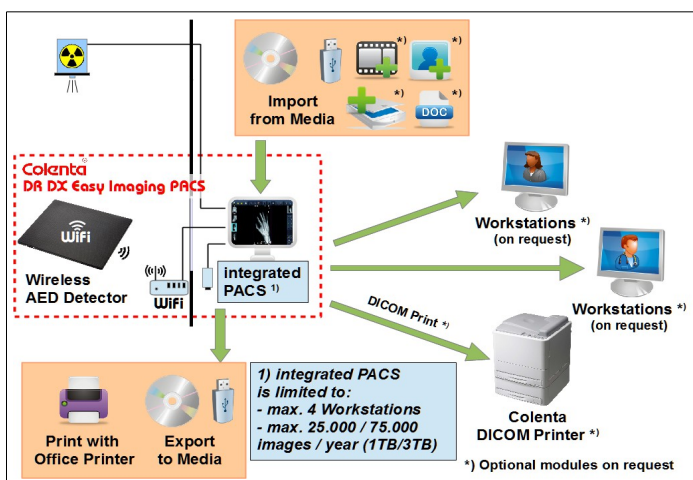 *)
*)
Import
from Media
*)
*)
DOC
Colenta
DR DX Easy Imaging PACS
WiFi
Wireless
AED Detector
WiFi
integrated
PACS 1)
Workstations *)
(on request)
Workstations *)
(on request)
DICOM Print *)
Print with
Office Printer
Export
to Media
1) integrated PACS
is limited to:
- max. 4 Workstations
- max. 25.000 / 75.000
images / year (1TB/3TB)
Colenta
DICOM Printer *)
*) Optional modules on request